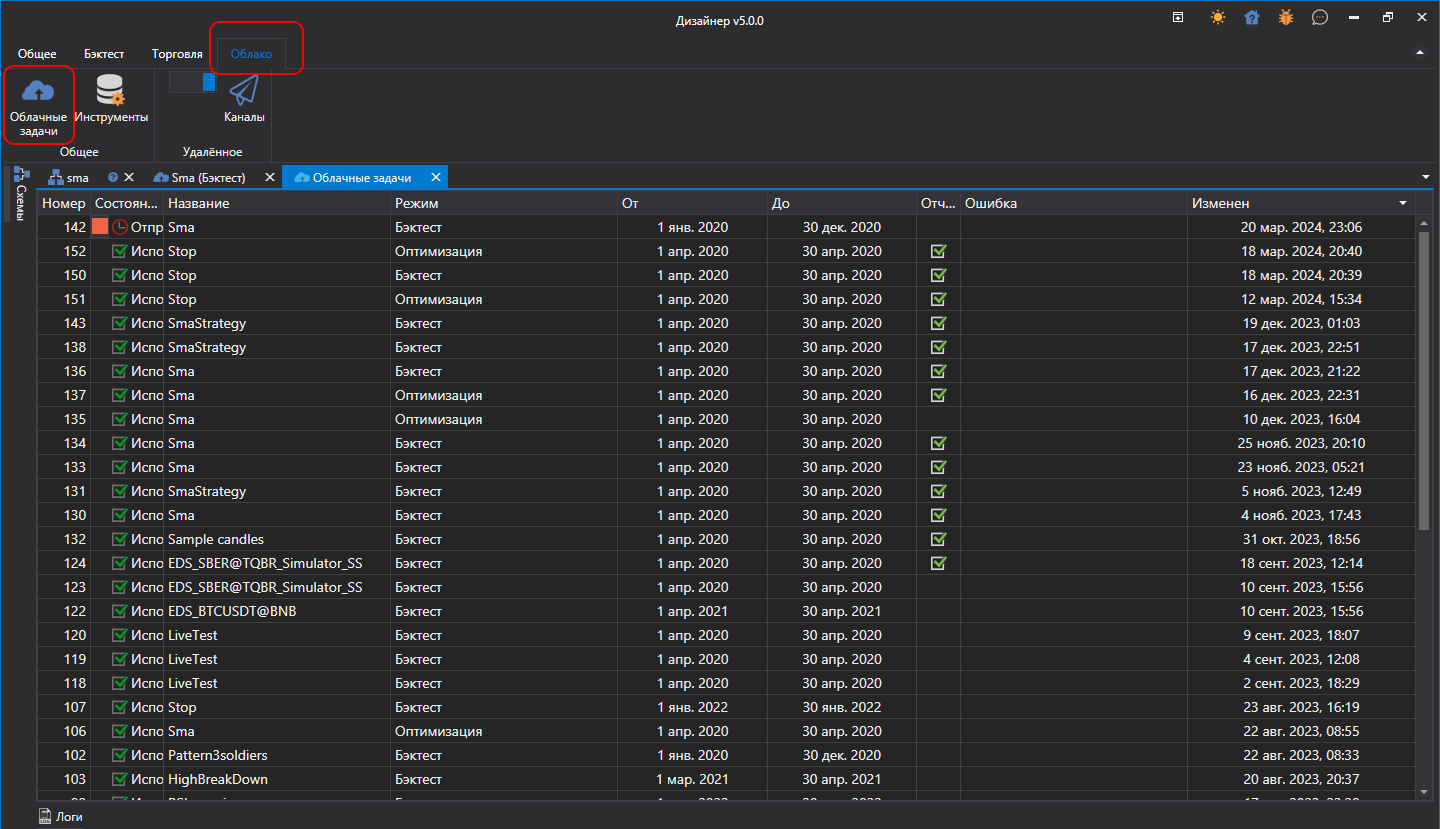 Дизайнер v5.0.0
Общее Бэктест Торговля Облако
Облачные задачи Инструменты Каналы
Общее Удалённое
Схемы
sma Sma (Бэктест) Облачные задачи
Номер Состоян... Название Режим От До Отч... Ошибка Изменен
142 Отпр Sma Бэктест 1 янв. 2020 30 дек. 2020 20 мар. 2024, 23:06
152 Испо Stop Оптимизация 1 апр. 2020 30 апр. 2020 18 мар. 2024, 20:40
150 Испо Stop Бэктест 1 апр. 2020 30 апр. 2020 18 мар. 2024, 20:39
151 Испо Stop Оптимизация 1 апр. 2020 30 апр. 2020 12 мар. 2024, 15:34
143 Испо SmaStrategy Бэктест 1 апр. 2020 30 апр. 2020 19 дек. 2023, 01:03
138 Испо SmaStrategy Бэктест 1 апр. 2020 30 апр. 2020 17 дек. 2023, 22:51
136 Испо Sma Бэктест 1 апр. 2020 30 апр. 2020 17 дек. 2023, 21:22
137 Испо Sma Оптимизация 1 апр. 2020 30 апр. 2020 16 дек. 2023, 22:31
135 Испо Sma Оптимизация 1 апр. 2020 30 апр. 2020 10 дек. 2023, 16:04
134 Испо Sma Бэктест 1 апр. 2020 30 апр. 2020 25 нояб. 2023, 20:10
133 Испо Sma Бэктест 1 апр. 2020 30 апр. 2020 23 нояб. 2023, 05:21
131 Испо SmaStrategy Бэктест 1 апр. 2020 30 апр. 2020 5 нояб. 2023, 12:49
130 Испо Sma Бэктест 1 апр. 2020 30 апр. 2020 4 нояб. 2023, 17:43
132 Испо Sample candles Бэктест 1 апр. 2020 30 апр. 2020 31 окт. 2023, 18:56
124 Испо EDS_SBER@TQBR_Simulator_SS Бэктест 1 апр. 2020 30 апр. 2020 18 сент. 2023, 12:14
123 Испо EDS_SBER@TQBR_Simulator_SS Бэктест 1 апр. 2020 30 апр. 2020 10 сент. 2023, 15:56
122 Испо EDS_BTCUSDT@BNB Бэктест 1 апр. 2021 30 апр. 2021 10 сент. 2023, 15:56
120 Испо LiveTest Бэктест 1 апр. 2020 30 апр. 2020 9 сент. 2023, 18:07
119 Испо LiveTest Бэктест 1 апр. 2020 30 апр. 2020 4 сент. 2023, 12:08
118 Испо LiveTest Бэктест 1 апр. 2020 30 апр. 2020 2 сент. 2023, 18:29
107 Испо Stop Бэктест 1 янв. 2022 30 янв. 2022 23 авг. 2023, 16:19
106 Испо Sma Оптимизация 1 апр. 2020 30 апр. 2020 22 авг. 2023, 08:55
102 Испо Pattern3soldiers Бэктест 1 янв. 2020 30 дек. 2020 22 авг. 2023, 08:33
103 Испо HighBreakDown Бэктест 1 мар. 2021 30 апр. 2021 20 авг. 2023, 20:37
Логи